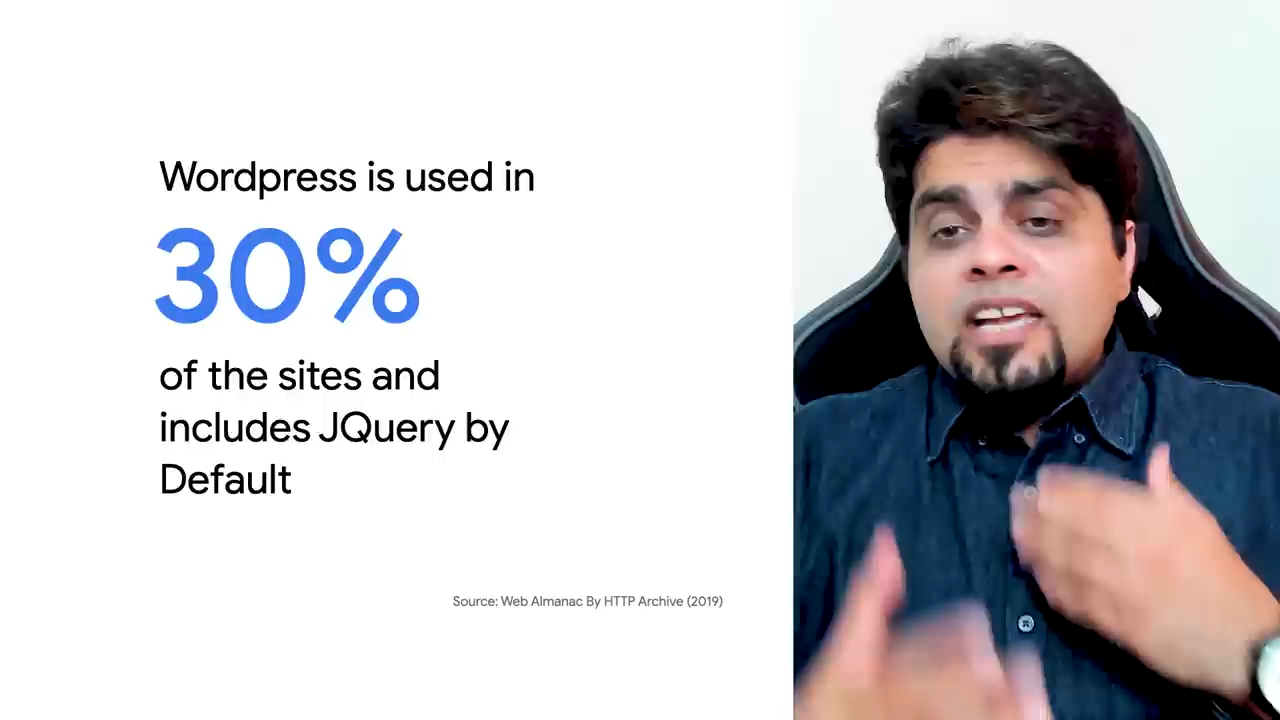 Wordpress is used in
30%
of the sites and
includes JQuery by
Default
Source: Web Almanac By HTTP Archive (2019)